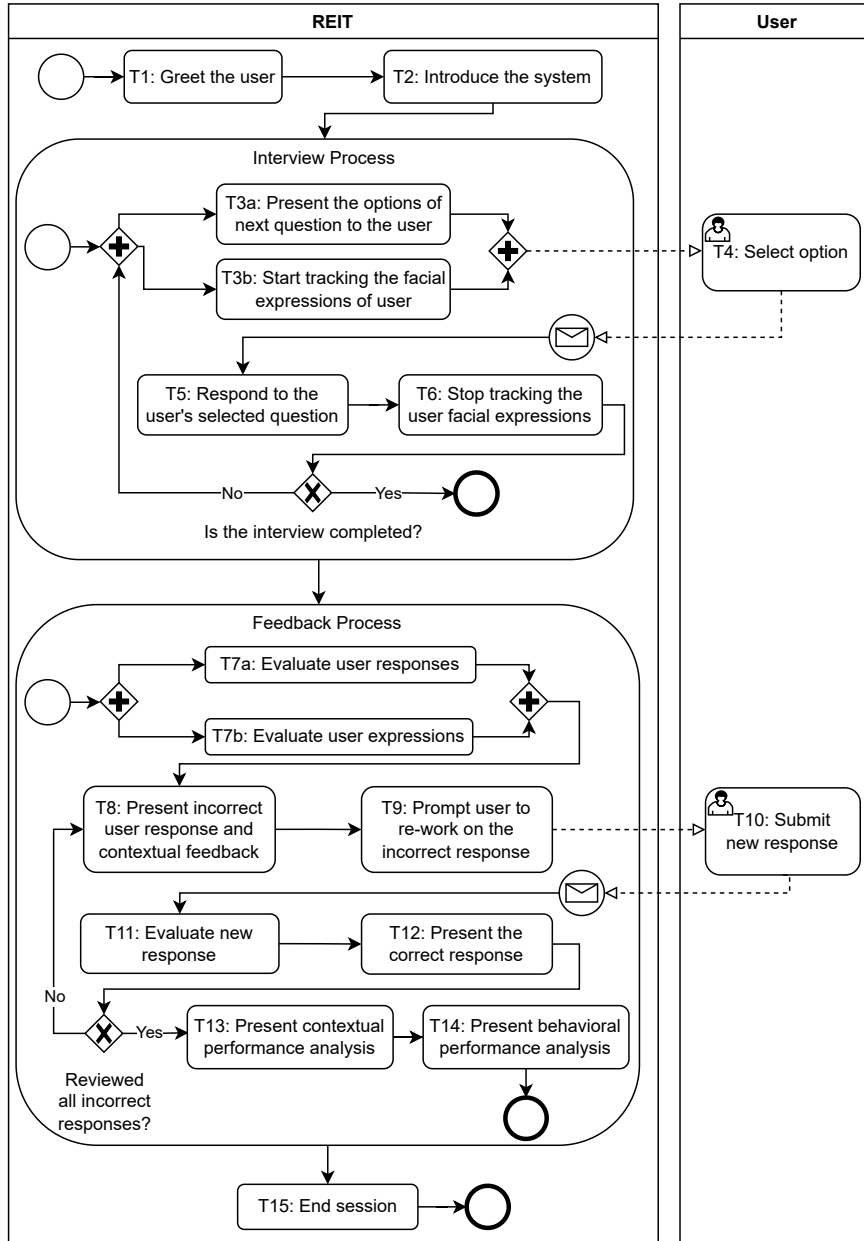 REIT
User
T1: Greet the user
T2: Introduce the system
Interview Process
T3a: Present the options of
next question to the user
T3b: Start tracking the facial
expressions of user
T4: Select option
T5: Respond to the
user's selected question
T6: Stop tracking the
user facial expressions
No
Yes
Is the interview completed?
Feedback Process
T7a: Evaluate user responses
T7b: Evaluate user expressions
T8: Present incorrect
user response and
contextual feedback
T9: Prompt user to
re-work on the
incorrect response
T10: Submit
new response
T11: Evaluate new
response
T12: Present the
correct response
No
Yes
T13: Present contextual
performance analysis
T14: Present behavioral
performance analysis
Reviewed
all incorrect
responses?
T15: End session